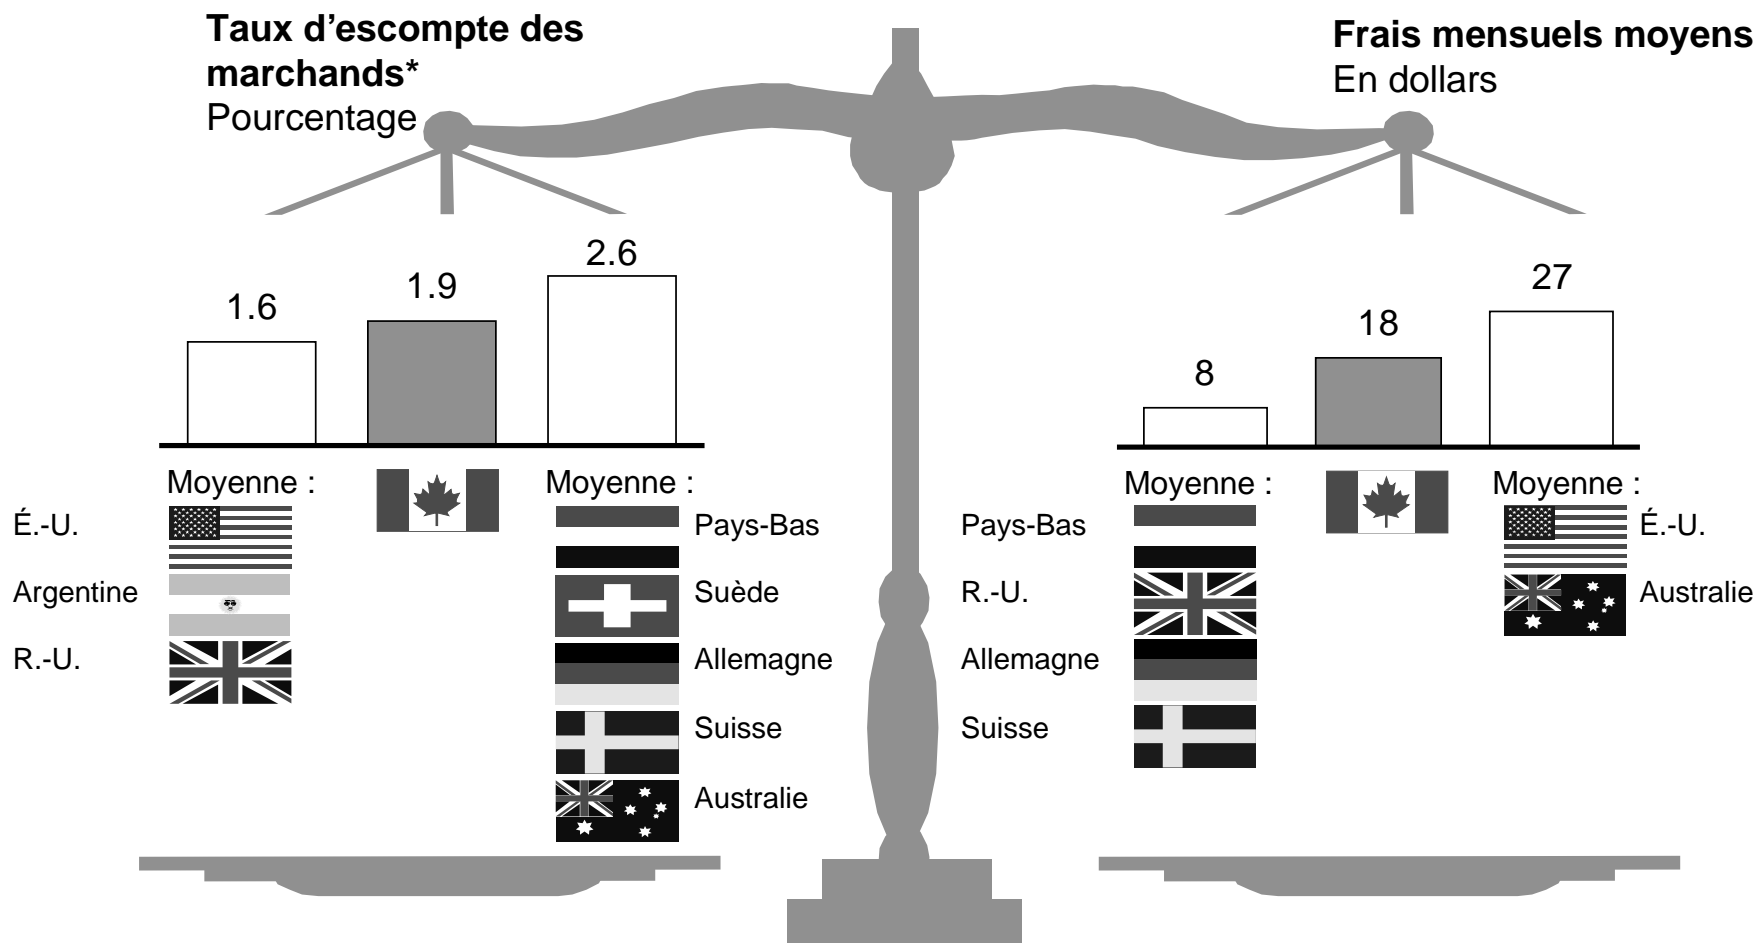 Taux d'escompte des
marchands*
Pourcentage
1.6
1.9
2.6
Moyenne :
É.-U.
Argentine
R.-U.
Moyenne :
Pays-Bas
Suède
Allemagne
Suisse
Australie
Frais mensuels moyens
En dollars
8
18
27
Moyenne :
Pays-Bas
R.-U.
Allemagne
Suisse
Moyenne :
É.-U.
Australie